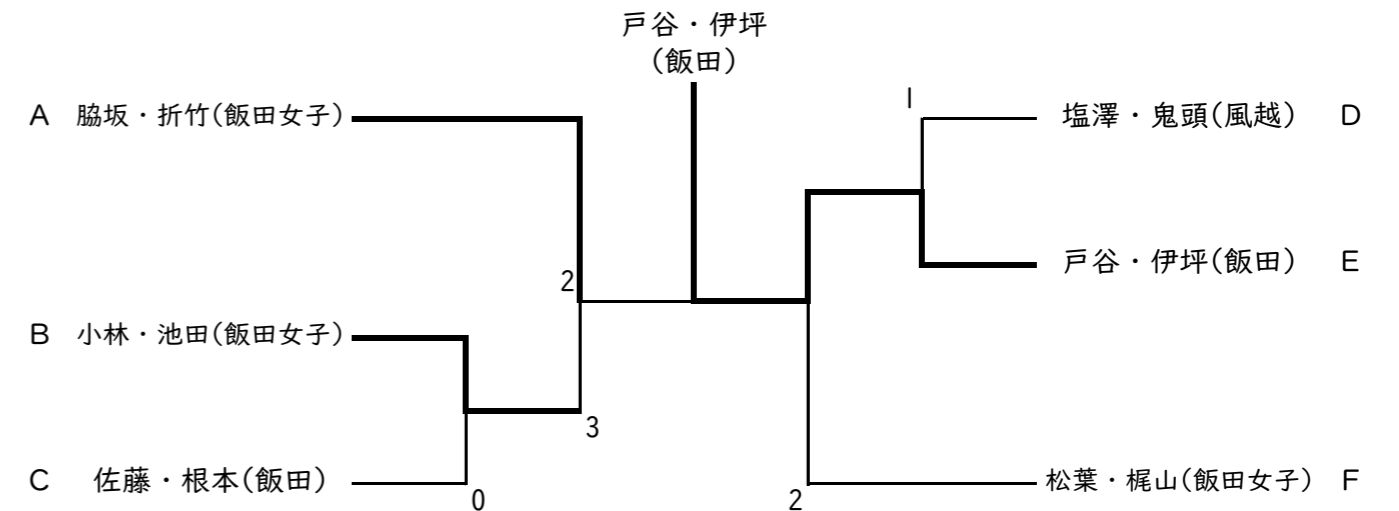 戸谷・伊坪
(飯田)
A 脇坂・折竹(飯田女子)
1
塩澤・鬼頭(風越) D
戸谷・伊坪(飯田) E
2
B 小林・池田(飯田女子)
3
C 佐藤・根本(飯田)
0
2
松葉・梶山(飯田女子) F